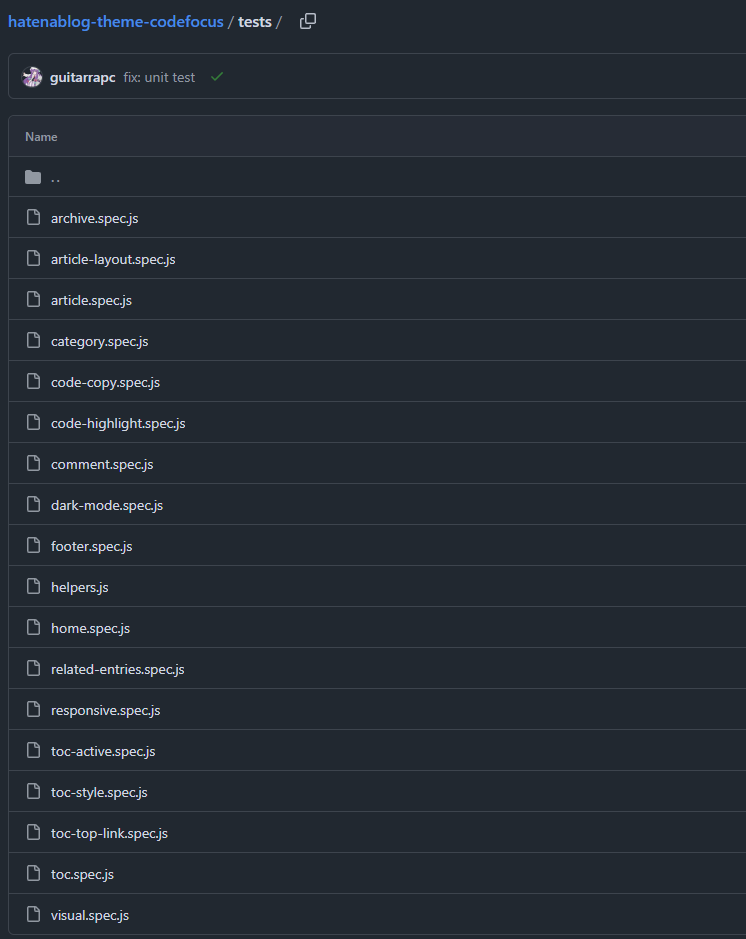 hatenablog-theme-codefocus / tests /
guitarrapc fix: unit test
Name
..
archive.spec.js
article-layout.spec.js
article.spec.js
category.spec.js
code-copy.spec.js
code-highlight.spec.js
comment.spec.js
dark-mode.spec.js
footer.spec.js
helpers.js
home.spec.js
related-entries.spec.js
responsive.spec.js
toc-active.spec.js
toc-style.spec.js
toc-top-link.spec.js
toc.spec.js
visual.spec.js